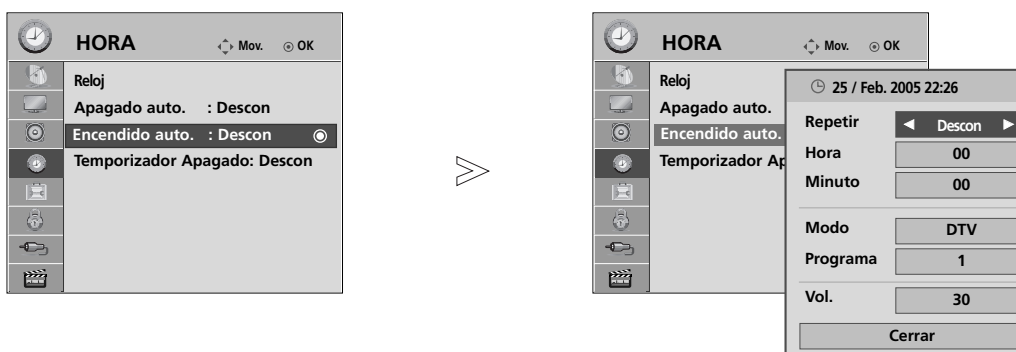 HORA Mov. OK
Reloj
Apagado auto. : Descon
Encendido auto. : Descon
Temporizador Apagado: Descon
HORA Mov. OK
Reloj
Apagado auto.
Encendido auto.
Temporizador Ap
25 / Feb. 2005 22:26
Repetir ◀ Descon ▶
Hora 00
Minuto 00
Modo DTV
Programa 1
Vol. 30
Cerrar